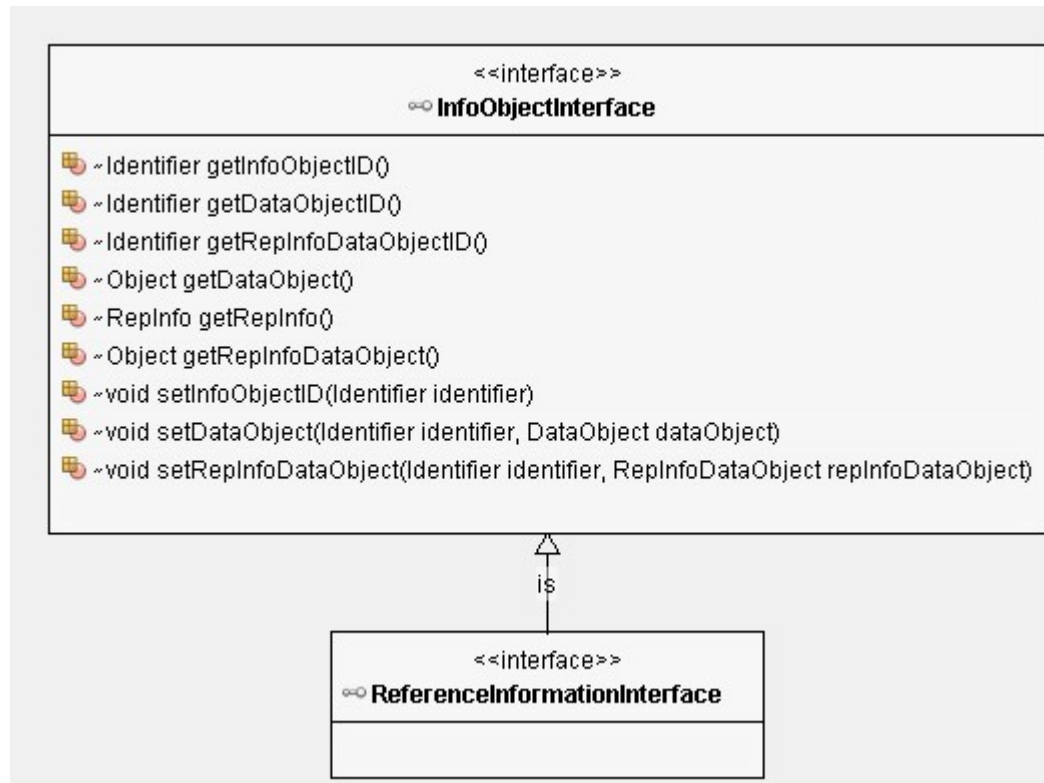 <<interface>>
InfoObjectInterface
~Identifier getInfoObjectID()
~Identifier getDataObjectID()
~Identifier getRepInfoDataObjectID()
~Object getDataObject()
~RepInfo getRepInfo()
~Object getRepInfoDataObject()
~void setInfoObjectID(Identifier identifier)
~void setDataObject(Identifier identifier, DataObject dataObject)
~void setRepInfoDataObject(Identifier identifier, RepInfoDataObject repInfoDataObject)
is
<<interface>>
ReferenceInformationInterface